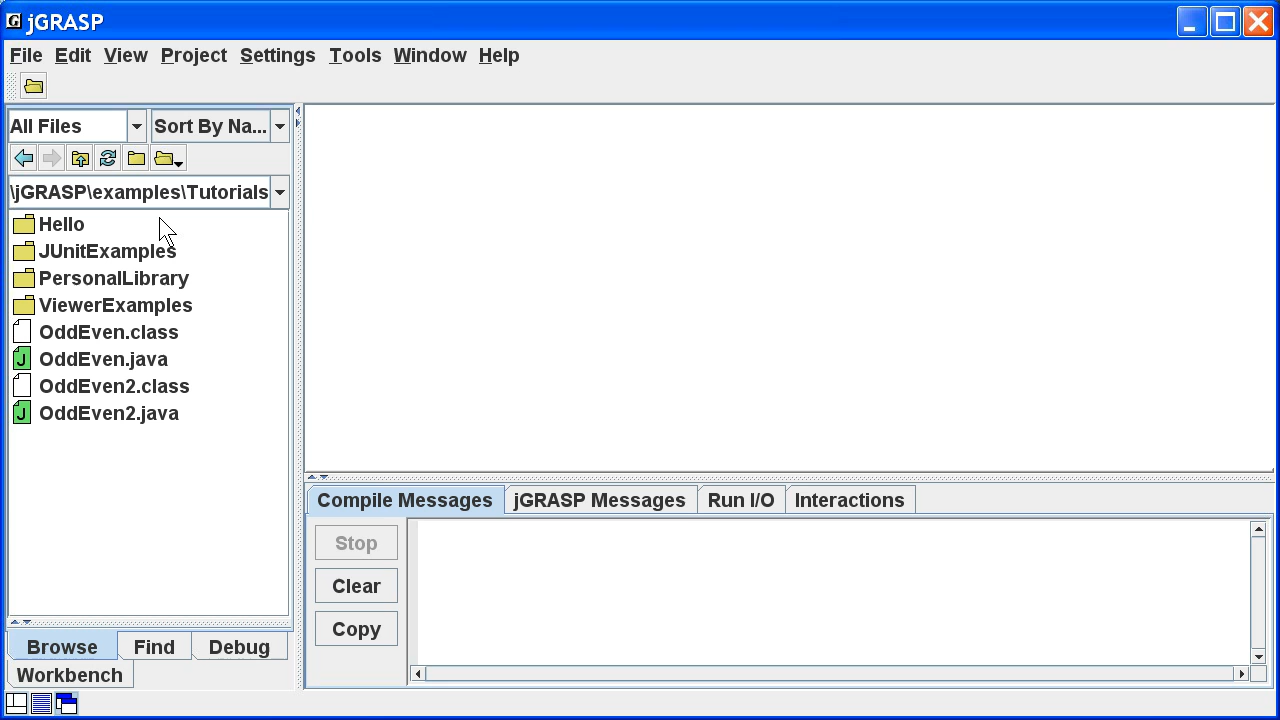 jGRASP
File Edit View Project Settings Tools Window Help
All Files Sort By Na...
\jGRASP\examples\Tutorials
Hello
JUnitExamples
PersonalLibrary
ViewerExamples
OddEven.class
OddEven.java
OddEven2.class
OddEven2.java
Compile Messages jGRASP Messages Run I/O Interactions
Stop
Clear
Copy
Browse Find Debug
Workbench